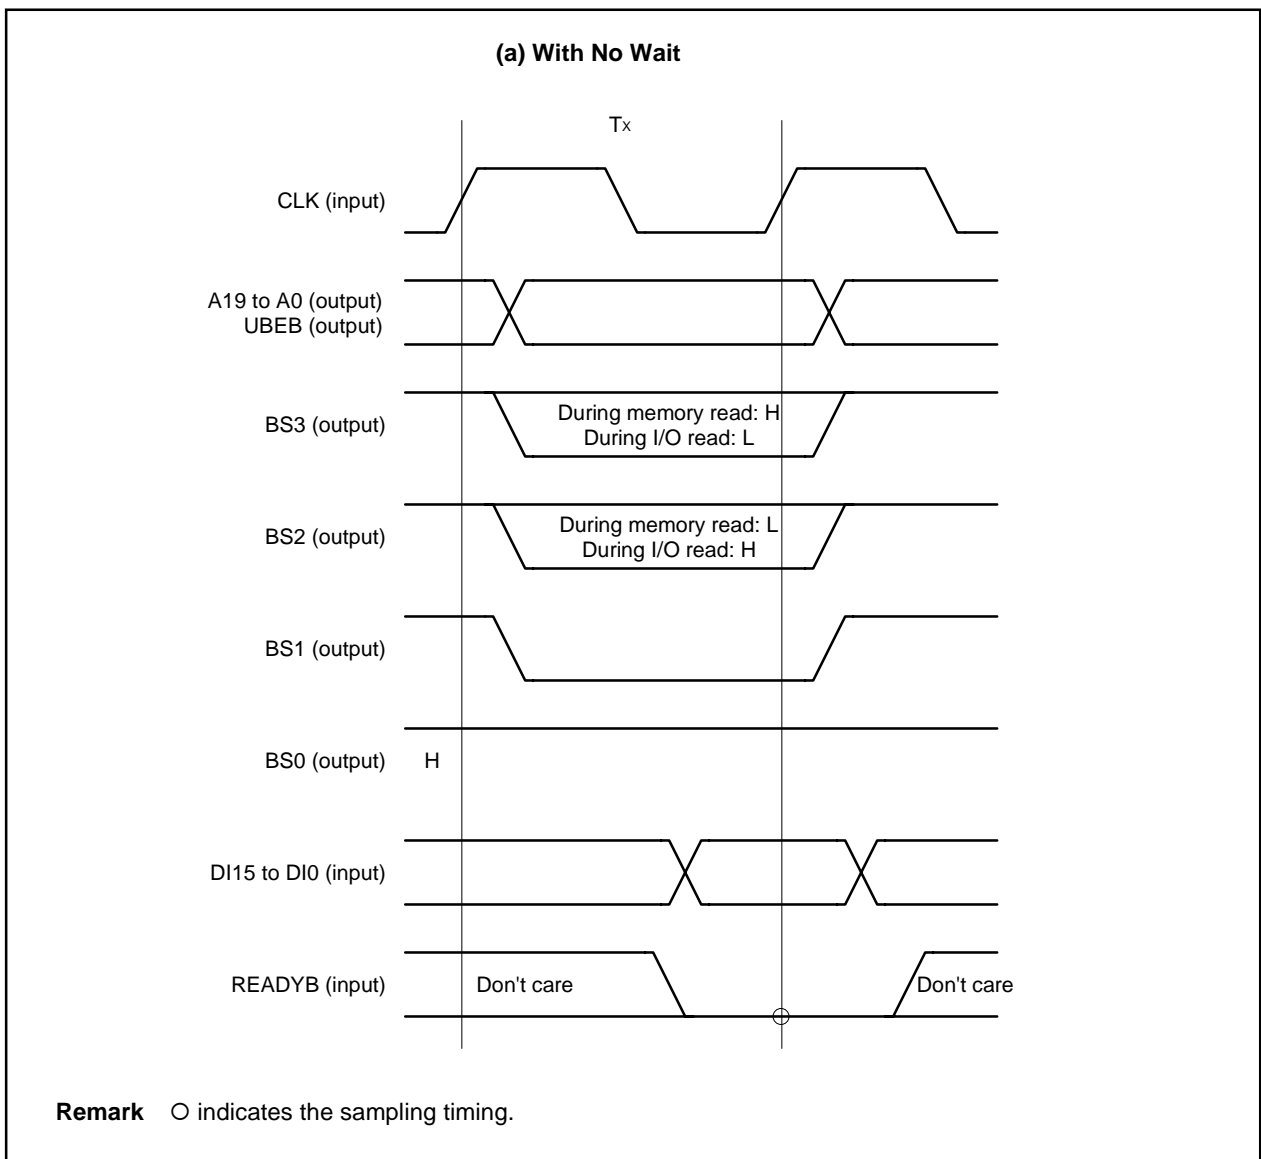 (a) With No Wait
TX
CLK (input)
A19 to A0 (output)
UBEB (output)
BS3 (output)
During memory read: H
During I/O read: L
BS2 (output)
During memory read: L
During I/O read: H
BS1 (output)
BS0 (output) H
DI15 to DI0 (input)
READYB (input) Don't care Don't care
Remark O indicates the sampling timing.